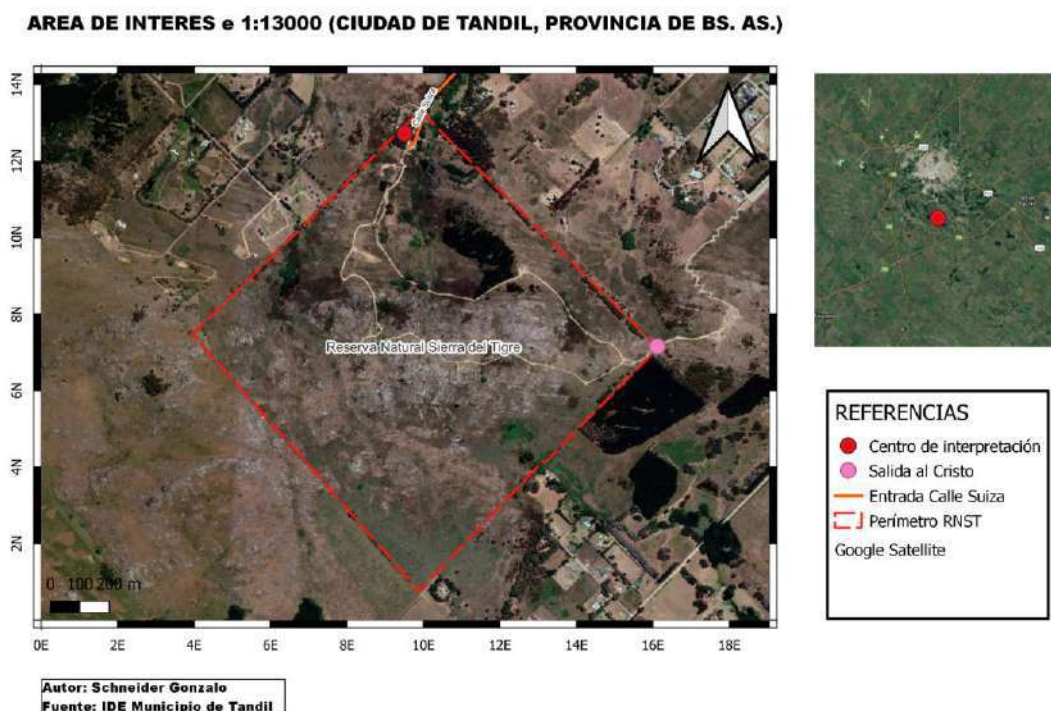 AREA DE INTERES e 1:13000 (CIUDAD DE TANDIL, PROVINCIA DE BS. AS.)
14N
12N
10N
8N
6N
4N
2N
Calle Suiza
Reserva Natural Sierra del Tigre
0 100 200 m
0E 2E 4E 6E 8E 10E 12E 14E 16E 18E
REFERENCIAS
Centro de interpretación
Salida al Cristo
Entrada Calle Suiza
Perímetro RNST
Google Satellite
Autor: Schneider Gonzalo
Fuente: IDE Municipio de Tandil